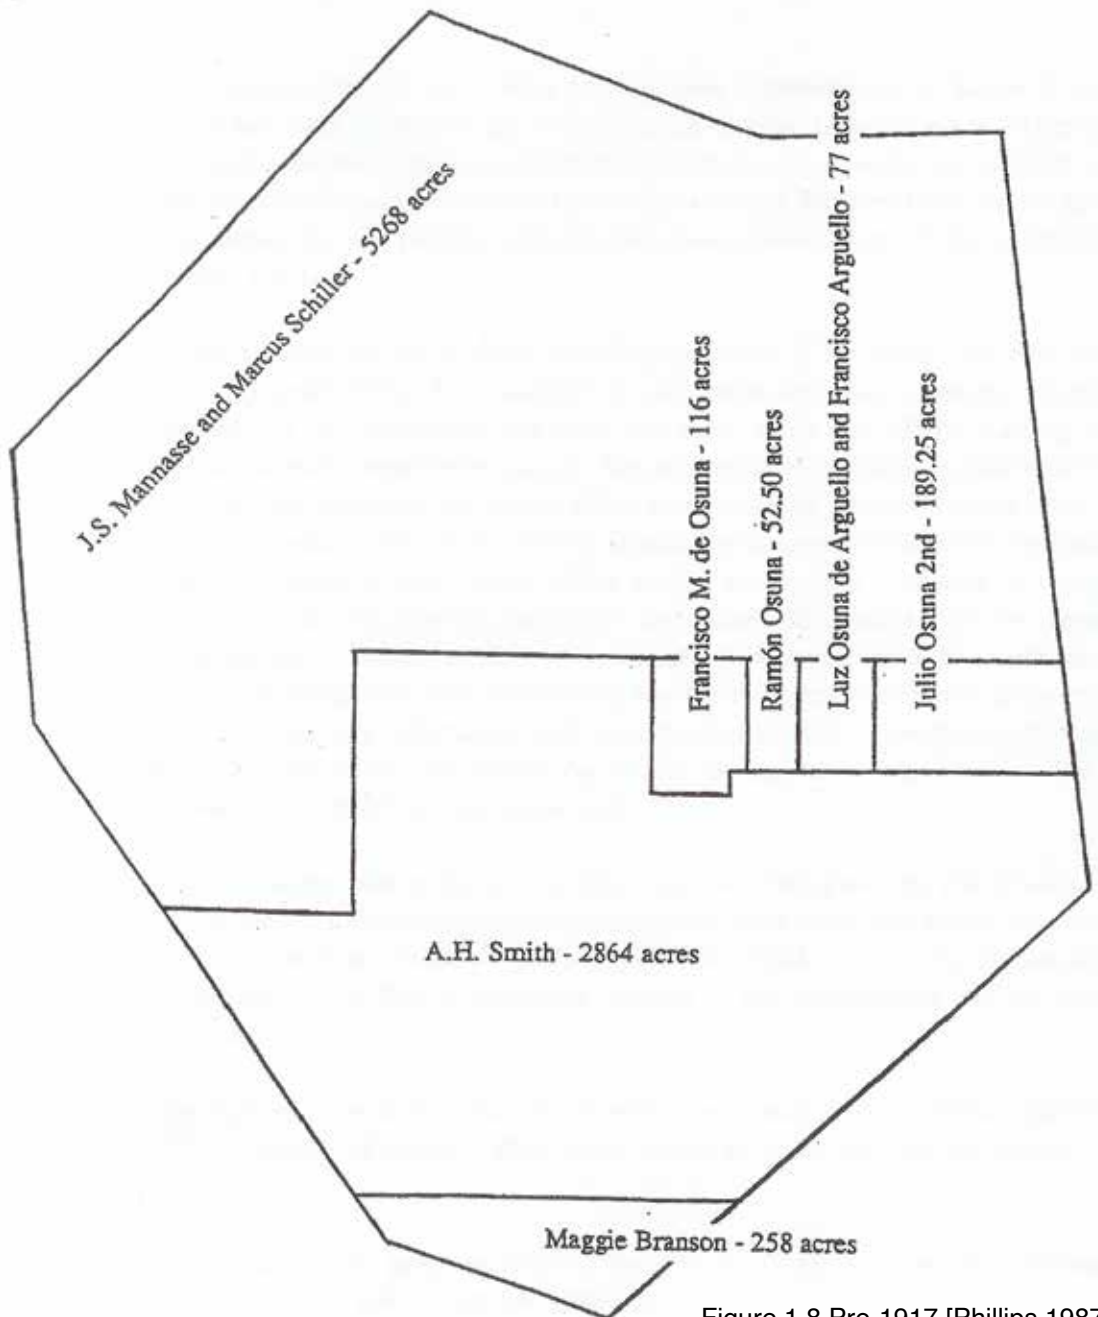 J.S. Mannasse and Marcus Schiller - 5268 acres
Francisco M. de Osuna - 116 acres
Ramón Osuna - 52.50 acres
Luz Osuna de Arguello and Francisco Arguello - 77 acres
Julio Osuna 2nd - 189.25 acres
A.H. Smith - 2864 acres
Maggie Branson - 258 acres
Figure 1.8 Pre-1917 [Phillips 1987